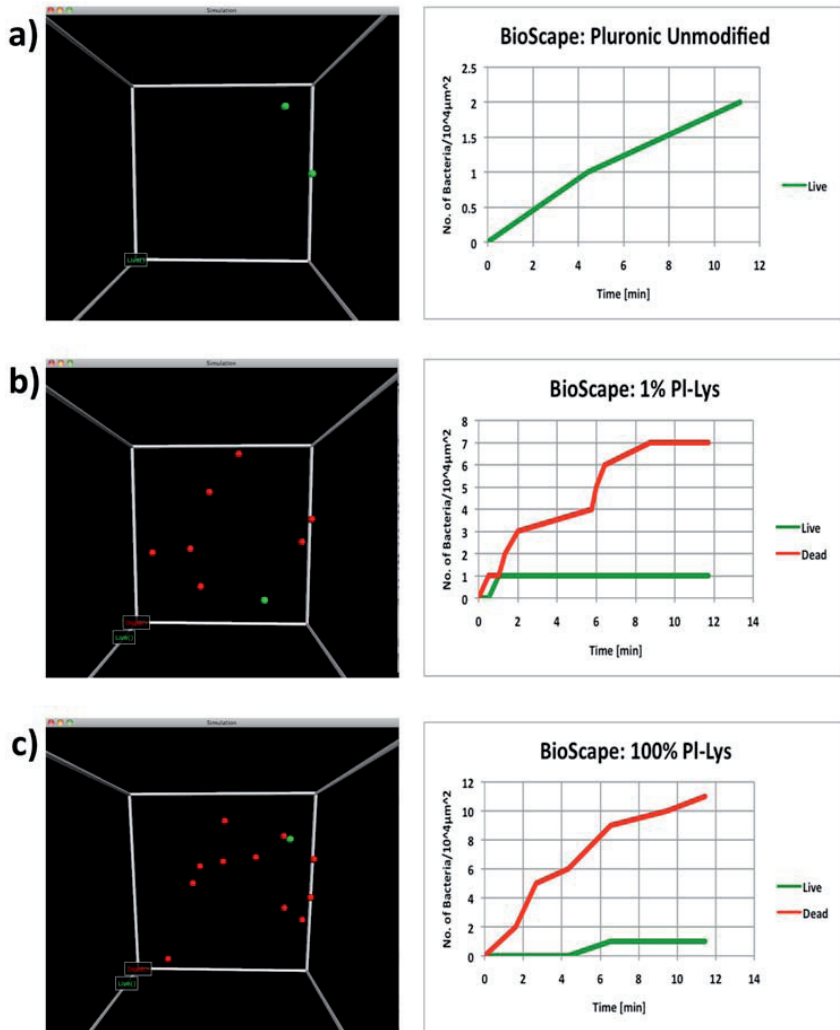 a)
Simulation
BioScape: Pluronic Unmodified
No. of Bacteria/10^4µm^2
2.5
2
1.5
1
0.5
0
0 2 4 6 8 10 12
Time [min]
Live
b)
Simulation
BioScape: 1% Pl-Lys
No. of Bacteria/10^4µm^2
8
7
6
5
4
3
2
1
0
0 2 4 6 8 10 12 14
Time [min]
Live
Dead
c)
Simulation
BioScape: 100% Pl-Lys
No. of Bacteria/10^4µm^2
12
10
8
6
4
2
0
0 2 4 6 8 10 12 14
Time [min]
Live
Dead